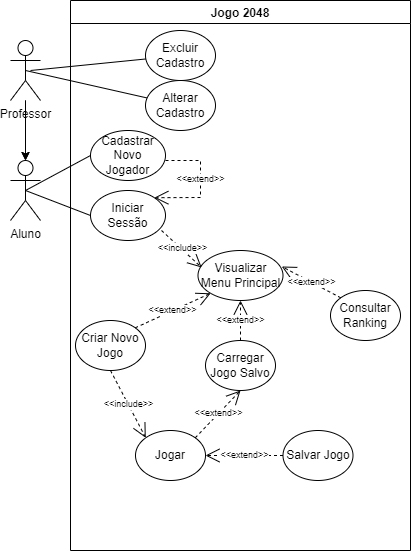 Jogo 2048
Excluir
Cadastro
Alterar
Cadastro
Professor
Cadastrar
Novo
Jogador
<<extend>>
Iniciar
Sessão
Aluno
<<include>>
Visualizar
Menu Principal
<<extend>>
Consultar
Ranking
<<extend>>
<<extend>>
Criar Novo
Jogo
Carregar
Jogo Salvo
<<include>>
<<extend>>
Jogar
<<extend>>
Salvar Jogo